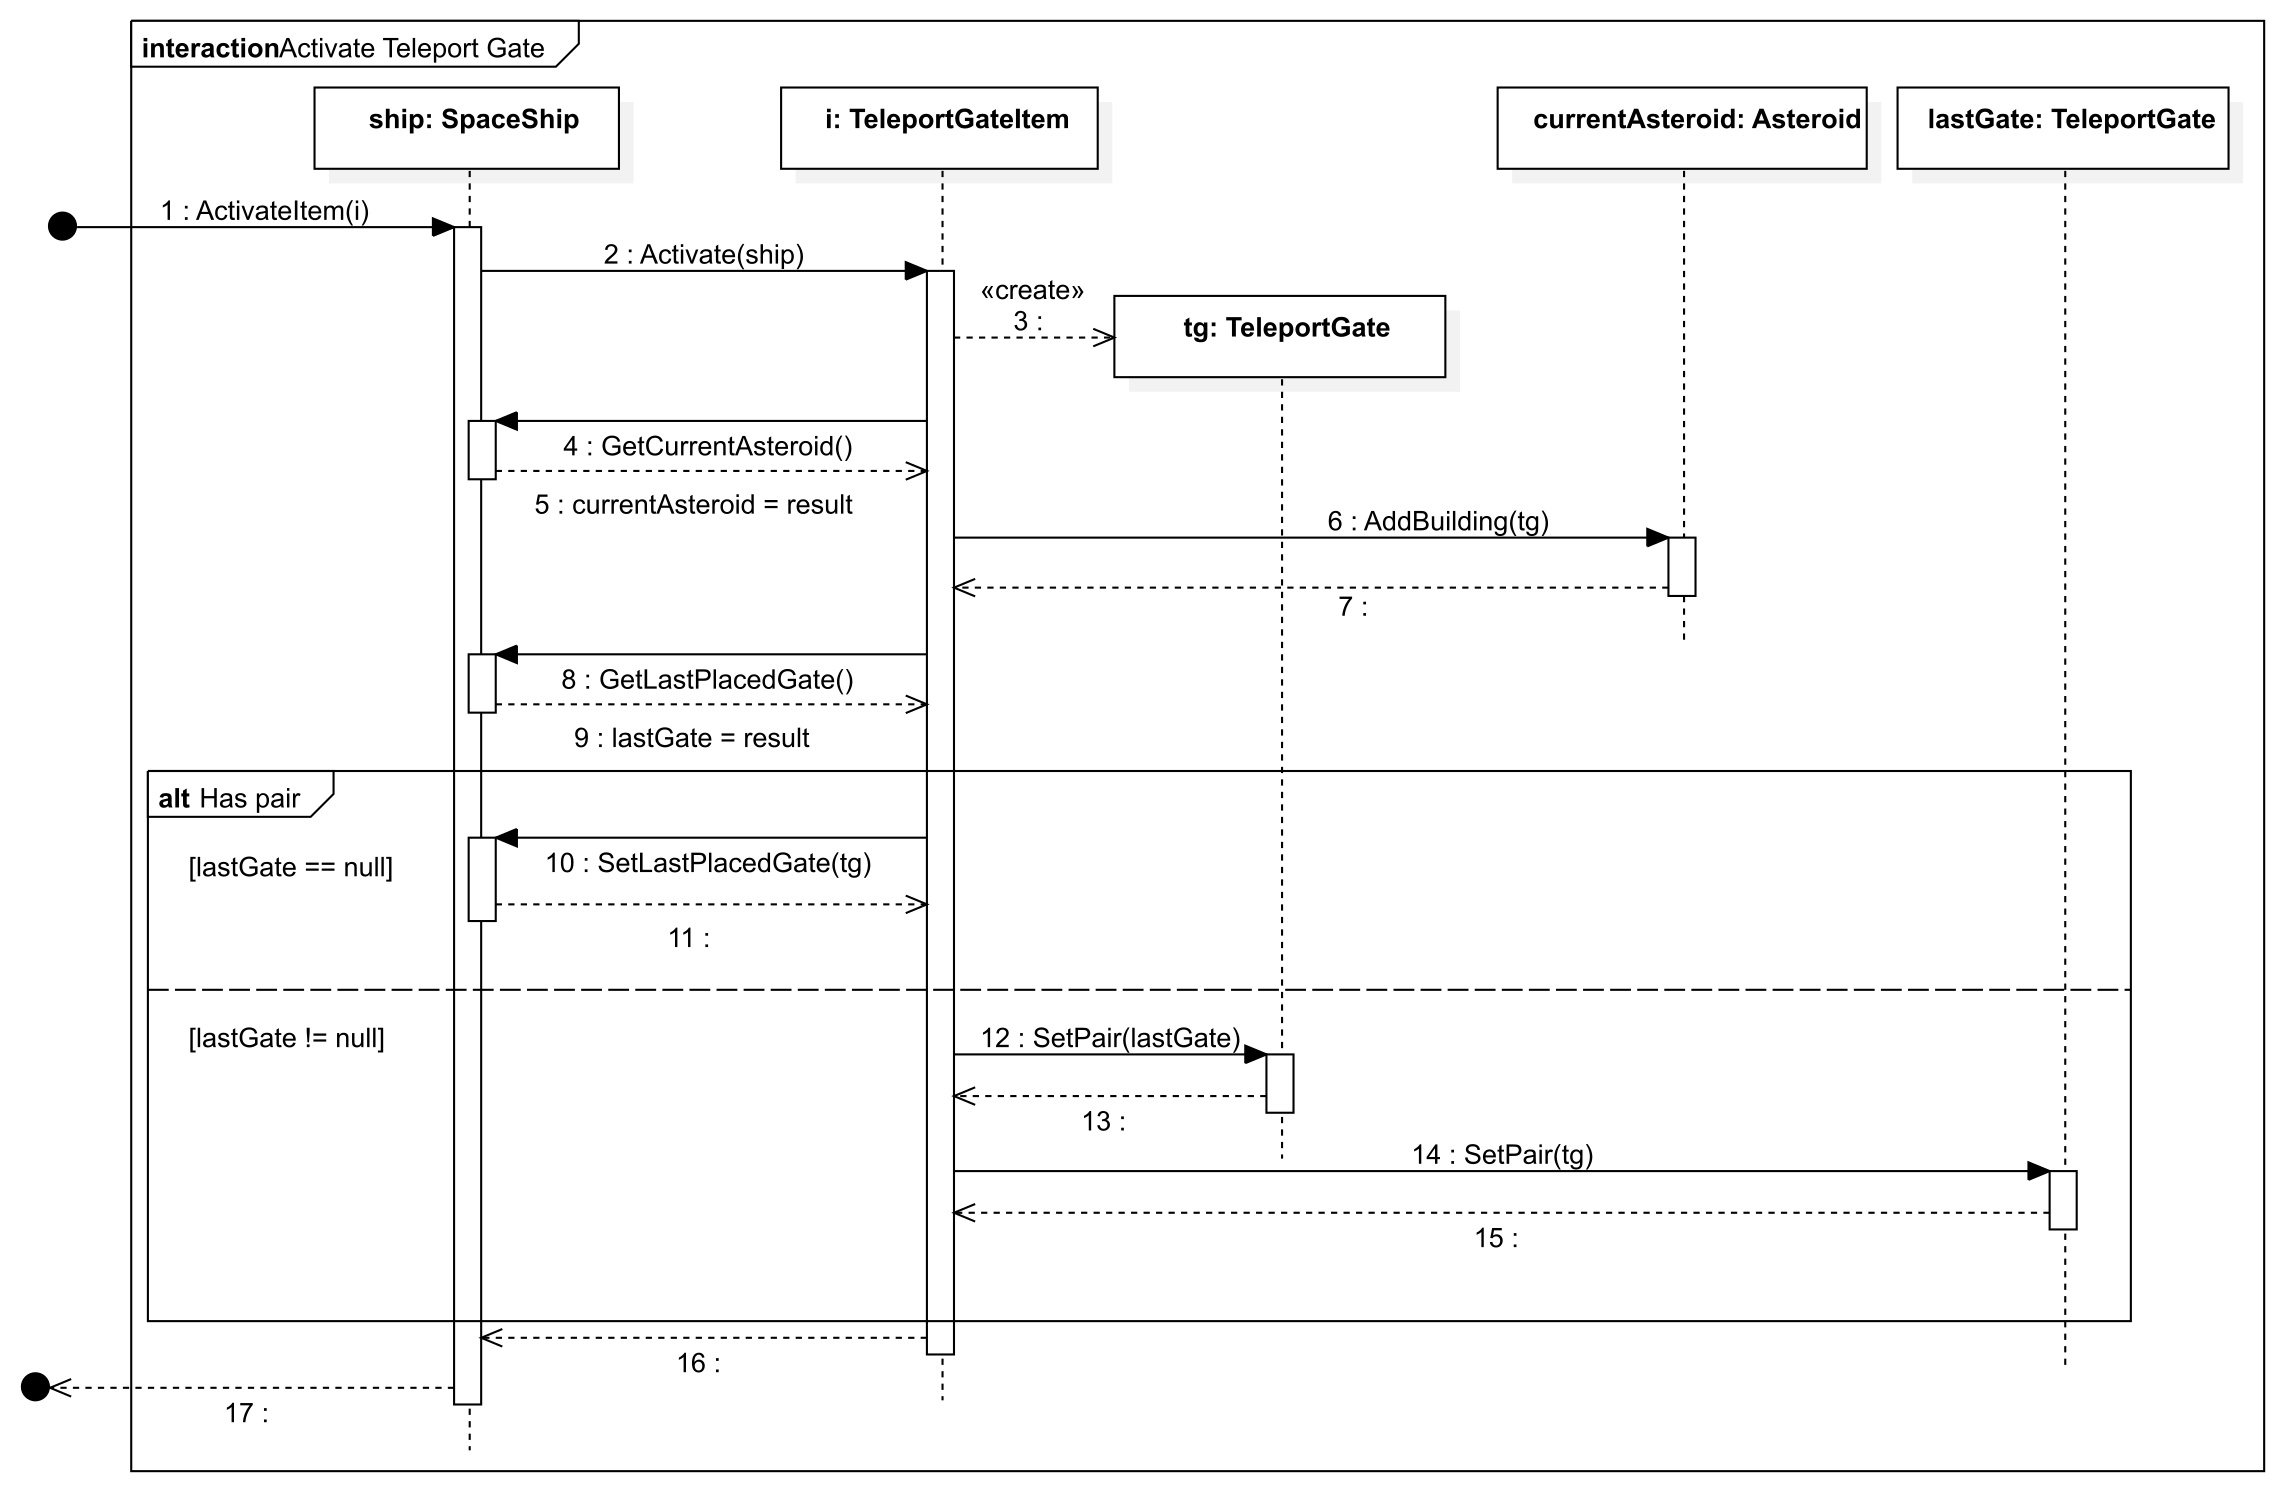 interactionActivate Teleport Gate
ship: SpaceShip
i: TeleportGateItem
currentAsteroid: Asteroid
lastGate: TeleportGate
1 : ActivateItem(i)
2 : Activate(ship)
«create»
3 :
tg: TeleportGate
4 : GetCurrentAsteroid()
5 : currentAsteroid = result
6 : AddBuilding(tg)
7 :
8 : GetLastPlacedGate()
9 : lastGate = result
alt Has pair
[lastGate == null]
10 : SetLastPlacedGate(tg)
11 :
[lastGate != null]
12 : SetPair(lastGate)
13 :
14 : SetPair(tg)
15 :
16 :
17 :